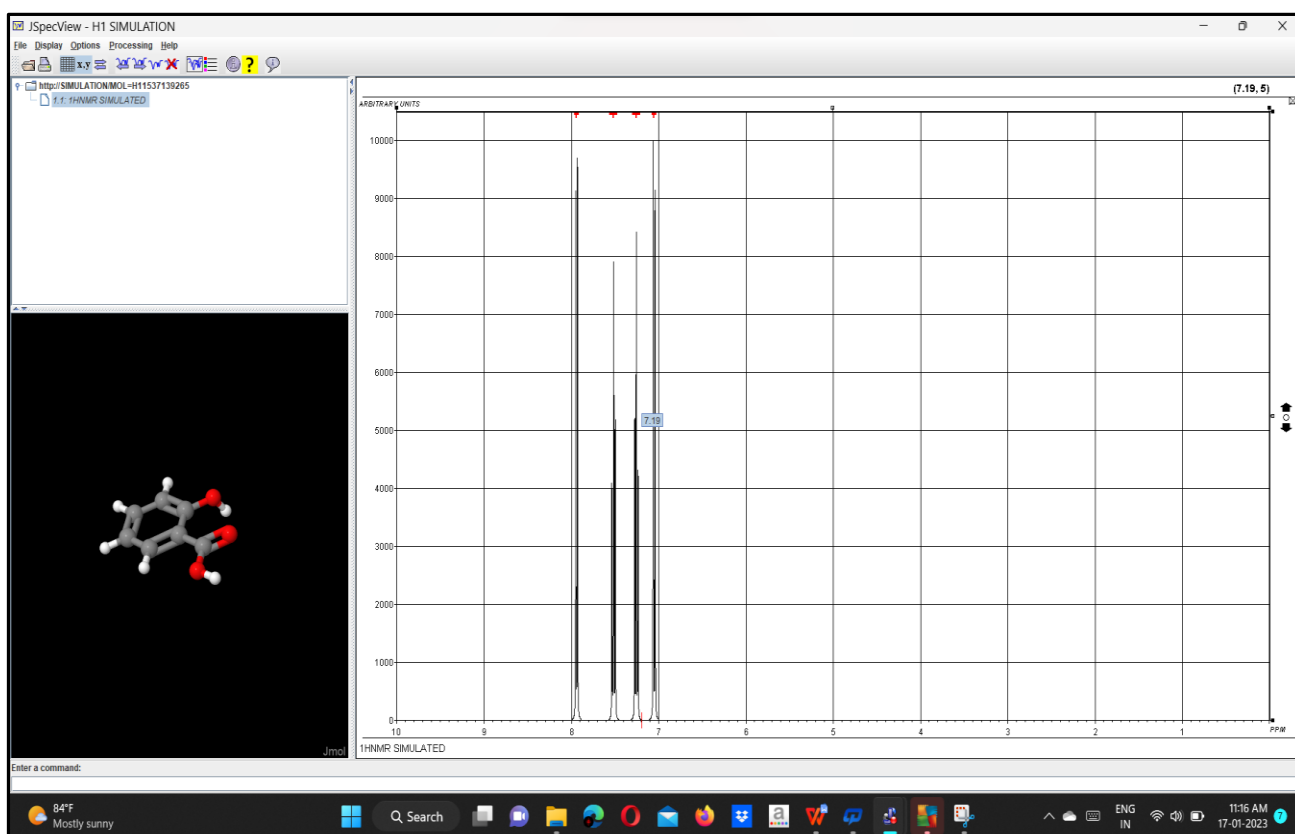 JSpecView - H1 SIMULATION
File Display Options Processing Help
x,y
?
http://SIMULATION/MOL=H11537139265
1.1: 1HNMR SIMULATED
(7.19, 5)
ARBITRARY UNITS
10000
9000
8000
7000
6000
5000
4000
3000
2000
1000
0
7.19
10 9 8 7 6 5 4 3 2 1 PPM
1HNMR SIMULATED
Jmol
Enter a command:
84°F
Mostly sunny
Search
a
ENG
IN
11:16 AM
17-01-2023
7